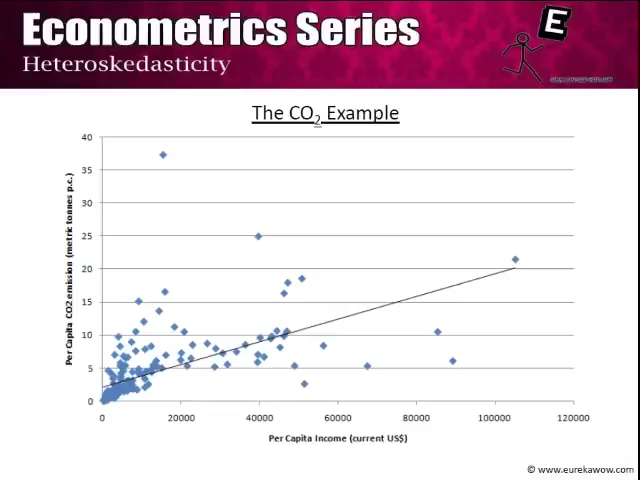 Econometrics Series
Heteroskedasticity
E
The CO2 Example
40
35
30
25
20
15
10
5
0
Per Capita CO2 emission (metric tonnes p.c.)
0 20000 40000 60000 80000 100000 120000
Per Capita Income (current US$)
© www.eurekawow.com